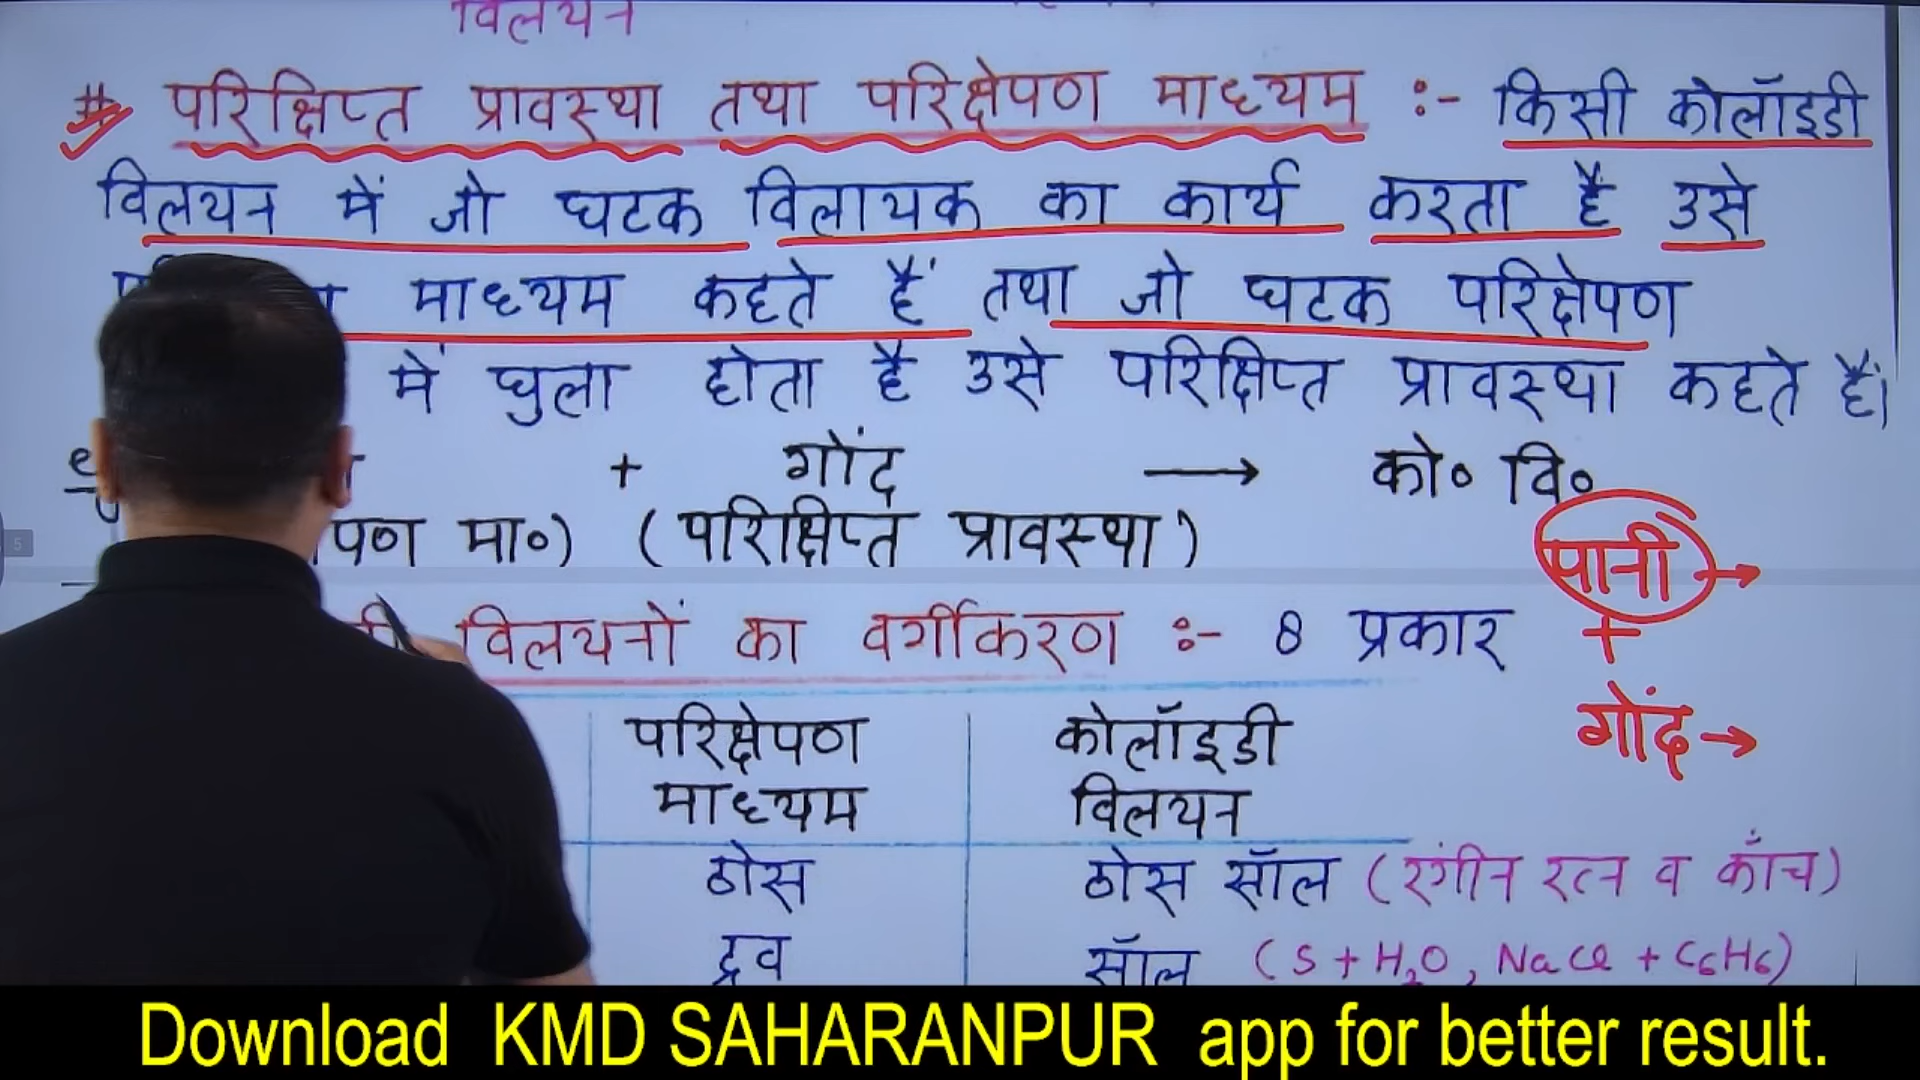 विलयन
# परिक्षिप्त प्रावस्था तथा परिक्षेपण माध्यम :- किसी कोलॉइडी
विलयन में जो घटक विलायक का कार्य करता है उसे
माध्यम कहते हैं तथा जो घटक परिक्षेपण
में घुला होता है उसे परिक्षिप्त प्रावस्था कहते हैं।
+ गोंद → को॰ वि॰
पण मा॰) (परिक्षिप्त प्रावस्था)
पानी →
+
गोंद →
विलयनों का वर्गीकरण :- 8 प्रकार
परिक्षेपण कोलॉइडी
माध्यम विलयन
ठोस ठोस सॉल (रंगीन रत्न व काँच)
द्रव सॉल (S + H₂O, NaCl + C₆H₆)
5
Download KMD SAHARANPUR app for better result.